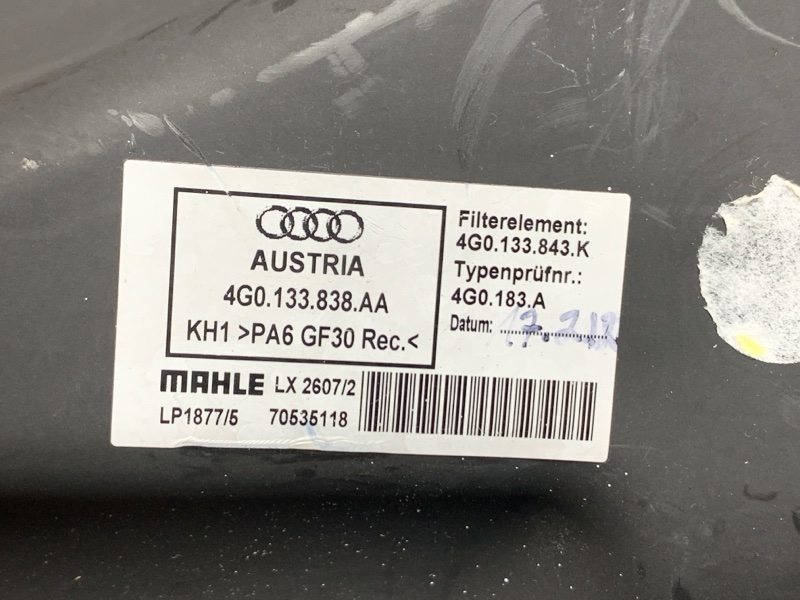 AUSTRIA
4G0.133.838.AA
KH1 >PA6 GF30 Rec.<
Filterelement:
4G0.133.843.K
Typenprüfnr.:
4G0.183.A
Datum:
MAHLE LX 2607/2
LP1877/5 70535118